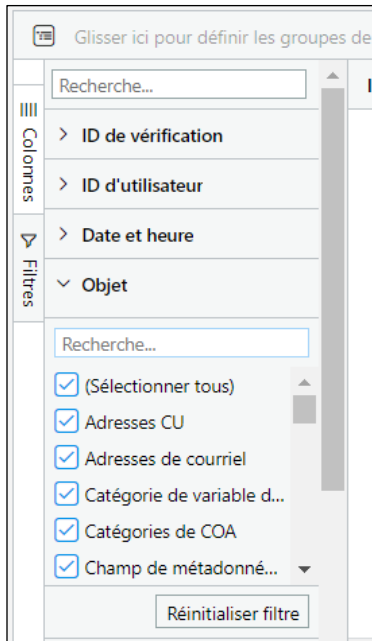 Glisser ici pour définir les groupes de
Recherche...
Colonnes
Filtres
ID de vérification
ID d'utilisateur
Date et heure
Objet
Recherche...
(Sélectionner tous)
Adresses CU
Adresses de courriel
Catégorie de variable d...
Catégories de COA
Champ de métadonné...
Réinitialiser filtre